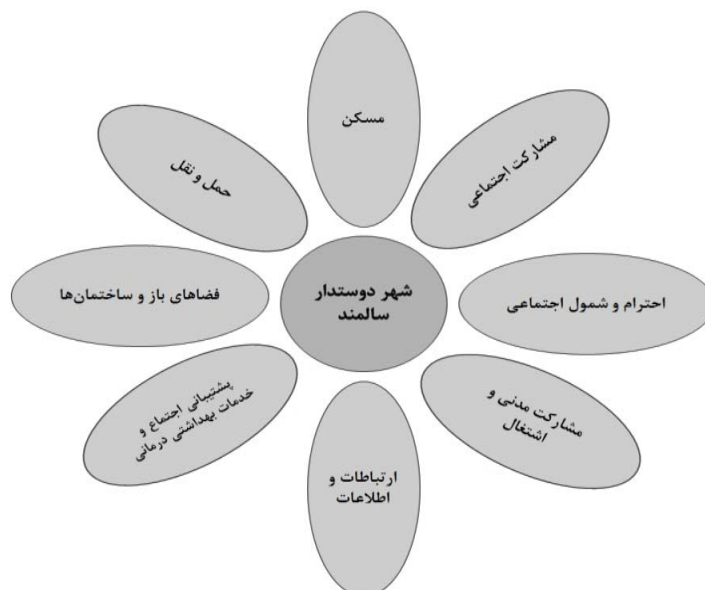 مسکن
مشارکت اجتماعی
حمل و نقل
احترام و شمول اجتماعی
شهر دوستدار
سالمند
فضاهای باز و ساختمان‌ها
مشارکت مدنی و
اشتغال
پشتیبانی اجتماع و
خدمات بهداشتی درمانی
ارتباطات و
اطلاعات